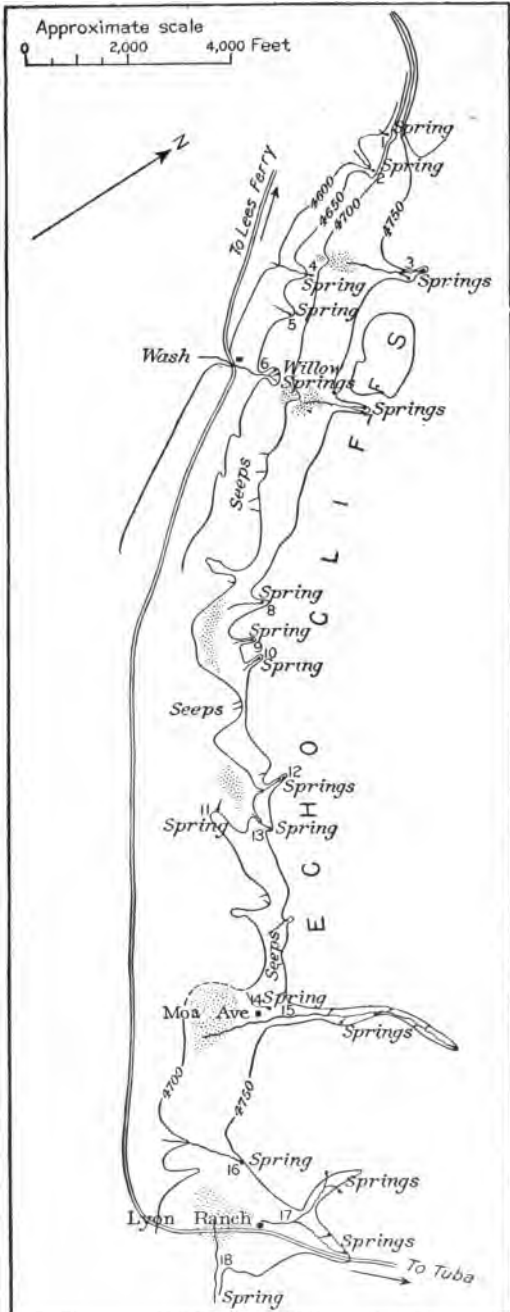 Approximate scale
0 2,000 4,000 Feet
N
To Lees Ferry
4600
4650
4700
4750
1
Spring
2
Spring
3
Springs
4
Spring
5
Spring
Wash
6
Willow
Springs
Springs
Seeps
Spring
8
Spring
9
10
Spring
Seeps
12
Springs
11
Spring
13
Spring
ECHO CLIFFS
Seeps
14
Spring
Moa Ave
15
Springs
4700
4750
16
Spring
Springs
Lyon Ranch
17
Springs
18
To Tuba
Spring